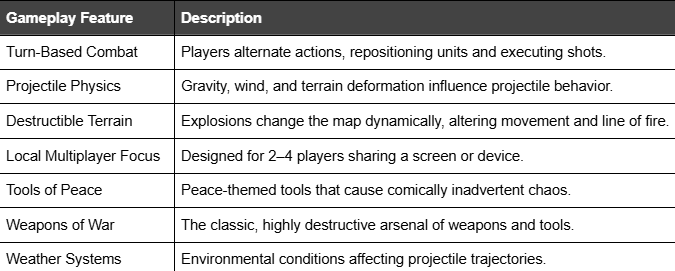 Gameplay Feature Description
Turn-Based Combat Players alternate actions, repositioning units and executing shots.
Projectile Physics Gravity, wind, and terrain deformation influence projectile behavior.
Destructible Terrain Explosions change the map dynamically, altering movement and line of fire.
Local Multiplayer Focus Designed for 2–4 players sharing a screen or device.
Tools of Peace Peace-themed tools that cause comically inadvertent chaos.
Weapons of War The classic, highly destructive arsenal of weapons and tools.
Weather Systems Environmental conditions affecting projectile trajectories.